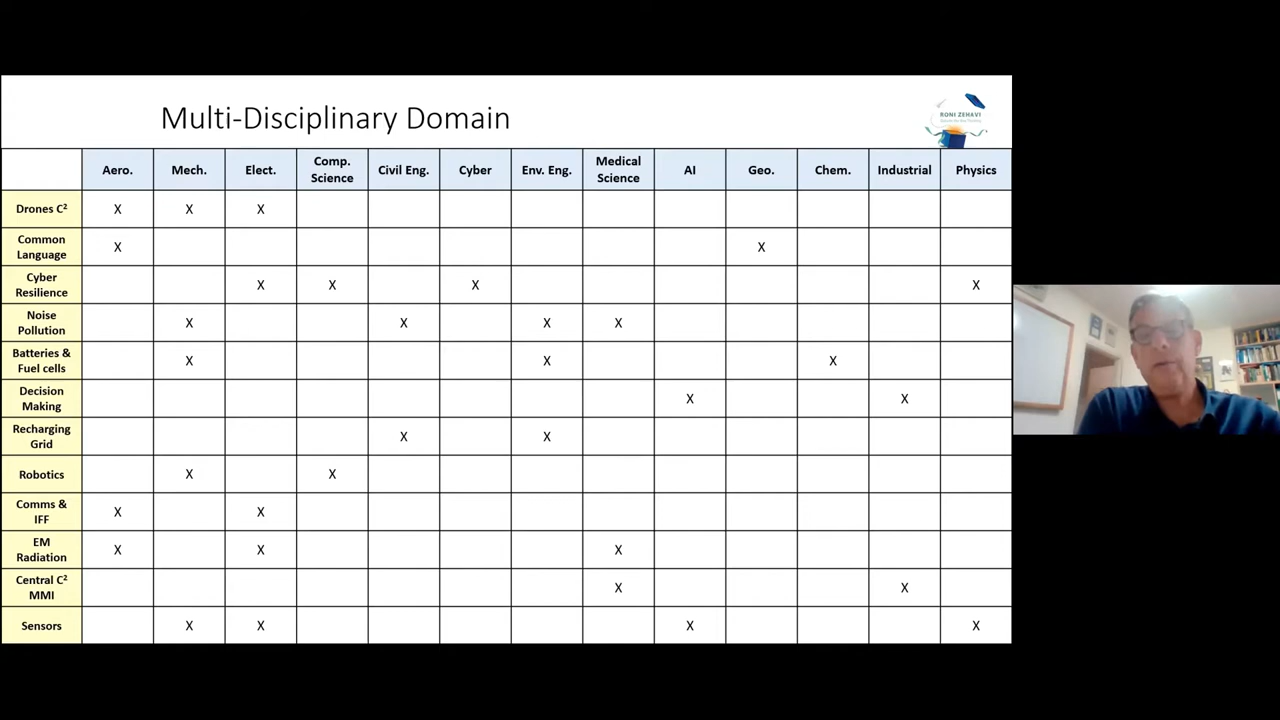 Multi-Disciplinary Domain
RONI ZEHAVI
Aero. Mech. Elect. Comp. Science Civil Eng. Cyber Env. Eng. Medical Science AI Geo. Chem. Industrial Physics
Drones C² X X X
Common Language X X
Cyber Resilience X X X X
Noise Pollution X X X X
Batteries & Fuel cells X X X
Decision Making X X
Recharging Grid X X
Robotics X X
Comms & IFF X X
EM Radiation X X X
Central C² MMI X X
Sensors X X X X